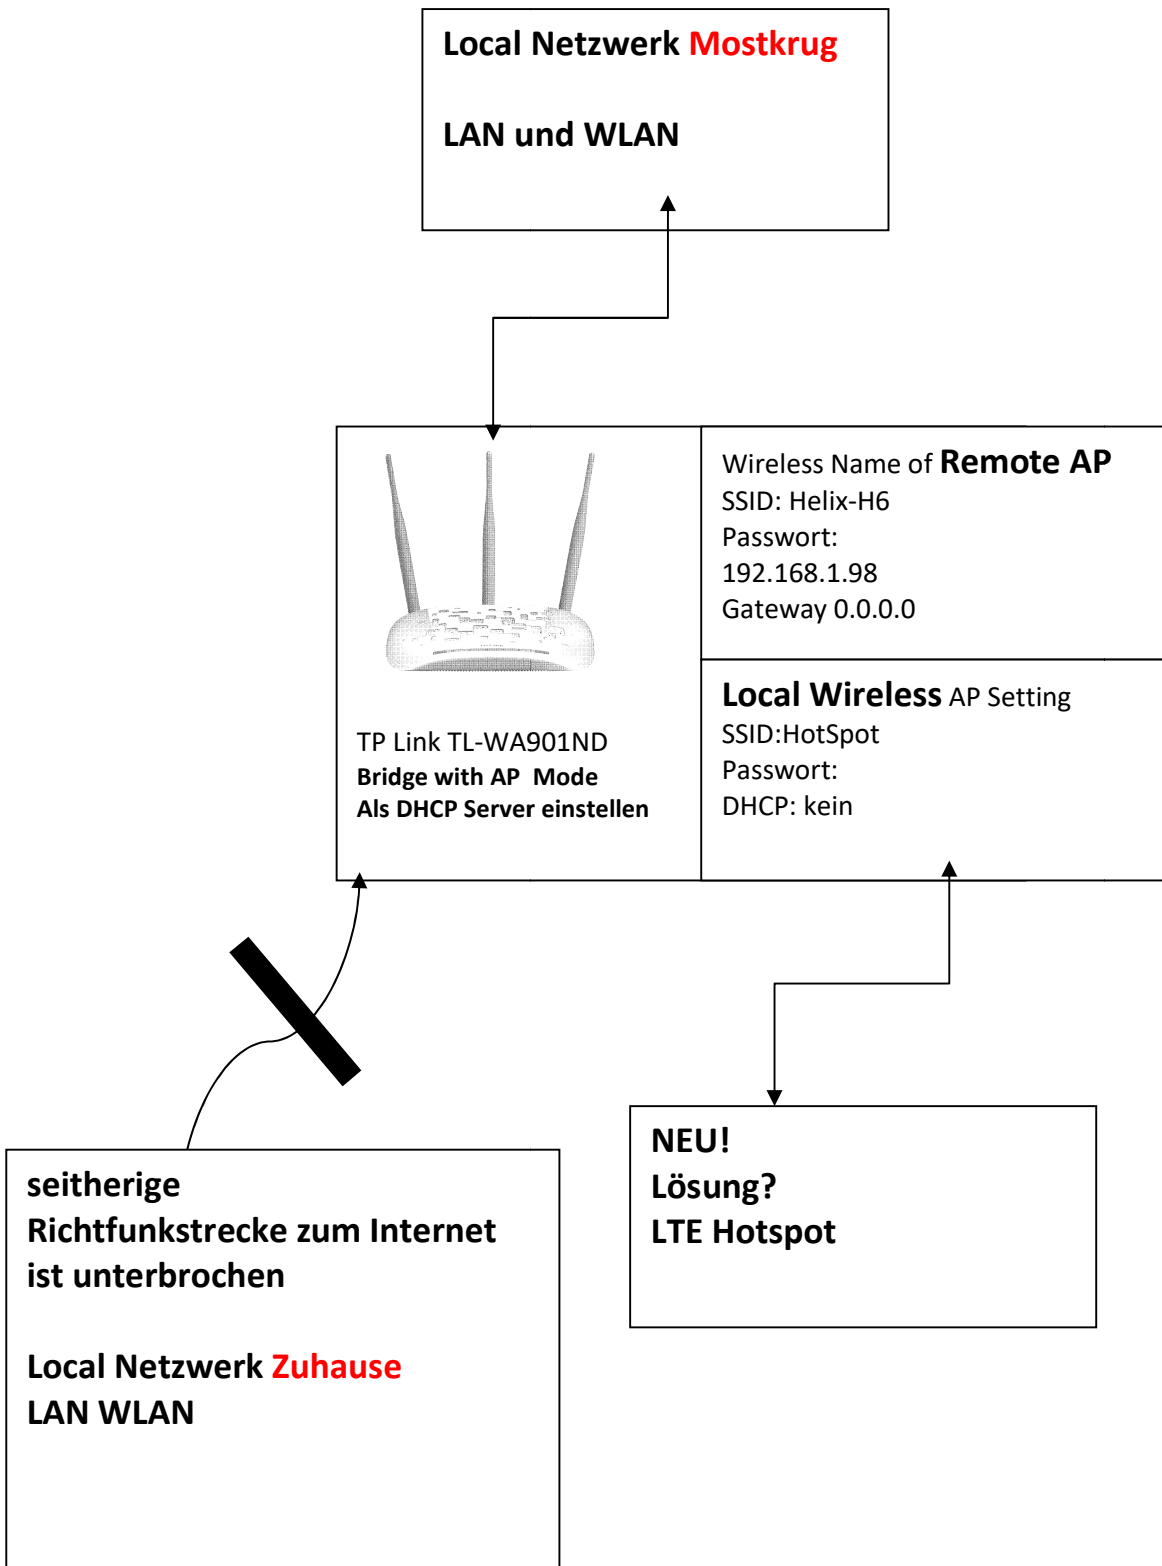 Local Netzwerk Mostkrug
LAN und WLAN
TP Link TL-WA901ND
Bridge with AP  Mode
Als DHCP Server einstellen
Wireless Name of Remote AP
SSID: Helix-H6
Passwort:
192.168.1.98
Gateway 0.0.0.0
Local Wireless AP Setting
SSID:HotSpot
Passwort:
DHCP: kein
seitherige
Richtfunkstrecke zum Internet
ist unterbrochen
Local Netzwerk Zuhause
LAN WLAN
NEU!
Lösung?
LTE Hotspot